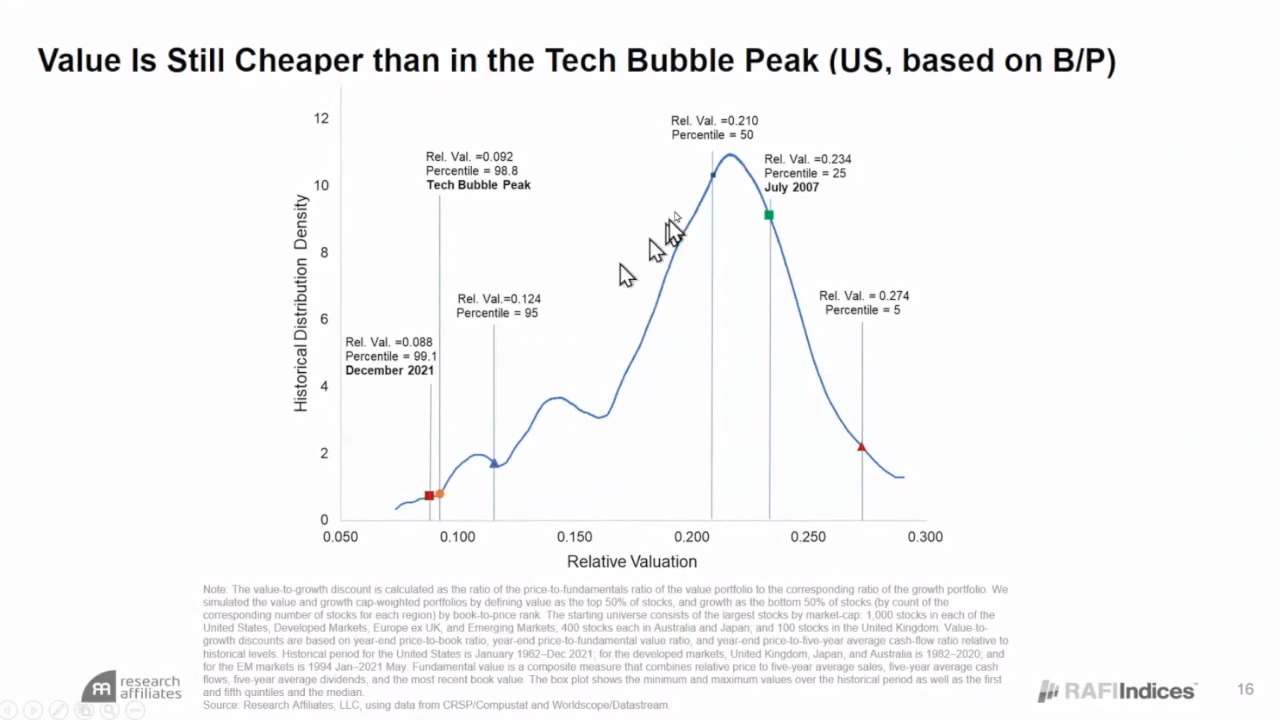 Value Is Still Cheaper than in the Tech Bubble Peak (US, based on B/P)
12
10
8
6
4
2
0
Historical Distribution Density
Rel. Val. =0.092
Percentile = 98.8
Tech Bubble Peak
Rel. Val. =0.210
Percentile = 50
Rel. Val. =0.234
Percentile = 25
July 2007
Rel. Val.=0.124
Percentile = 95
Rel. Val. = 0.274
Percentile = 5
Rel. Val. =0.088
Percentile = 99.1
December 2021
0.050
0.100
0.150
0.200
0.250
0.300
Relative Valuation
Note: The value-to-growth discount is calculated as the ratio of the price-to-fundamentals ratio of the value portfolio to the corresponding ratio of the growth portfolio. We
simulated the value and growth cap-weighted portfolios by defining value as the top 50% of stocks, and growth as the bottom 50% of stocks (by count of the
corresponding number of stocks for each region) by book-to-price rank. The starting universe consists of the largest stocks by market-cap: 1,000 stocks in each of the
United States, Developed Markets, Europe ex UK, and Emerging Markets; 400 stocks each in Australia and Japan; and 100 stocks in the United Kingdom. Value-to-
growth discounts are based on year-end price-to-book ratio, year-end price-to-fundamental value ratio, and year-end price-to-five-year average cash-flow ratio relative to
historical levels. Historical period for the United States is January 1962–Dec 2021; for the developed markets, United Kingdom, Japan, and Australia is 1982–2020; and
for the EM markets is 1994 Jan–2021 May. Fundamental value is a composite measure that combines relative price to five-year average sales, five-year average cash
flows, five-year average dividends, and the most recent book value. The box plot shows the minimum and maximum values over the historical period as well as the first
and fifth quintiles and the median.
Source: Research Affiliates, LLC, using data from CRSP/Compustat and Worldscope/Datastream
research
affiliates
RAFI Indices™
16